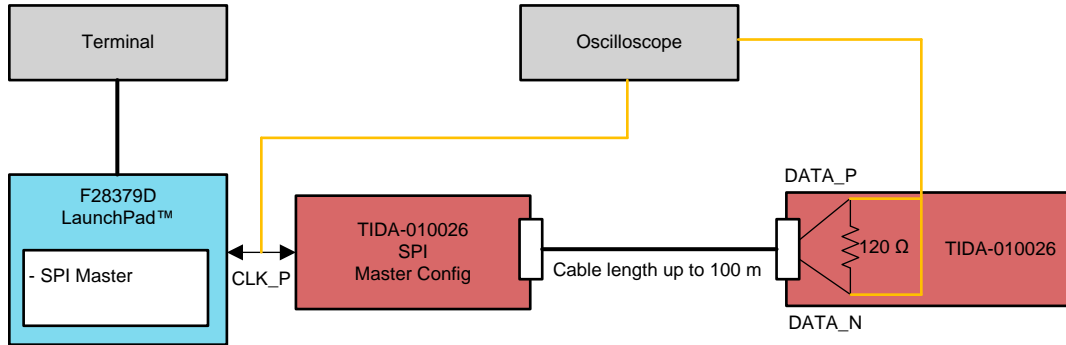 Terminal
Oscilloscope
F28379D
LaunchPad™
- SPI Master
CLK_P
TIDA-010026
SPI
Master Config
Cable length up to 100 m
DATA_P
120 Ω
TIDA-010026
DATA_N